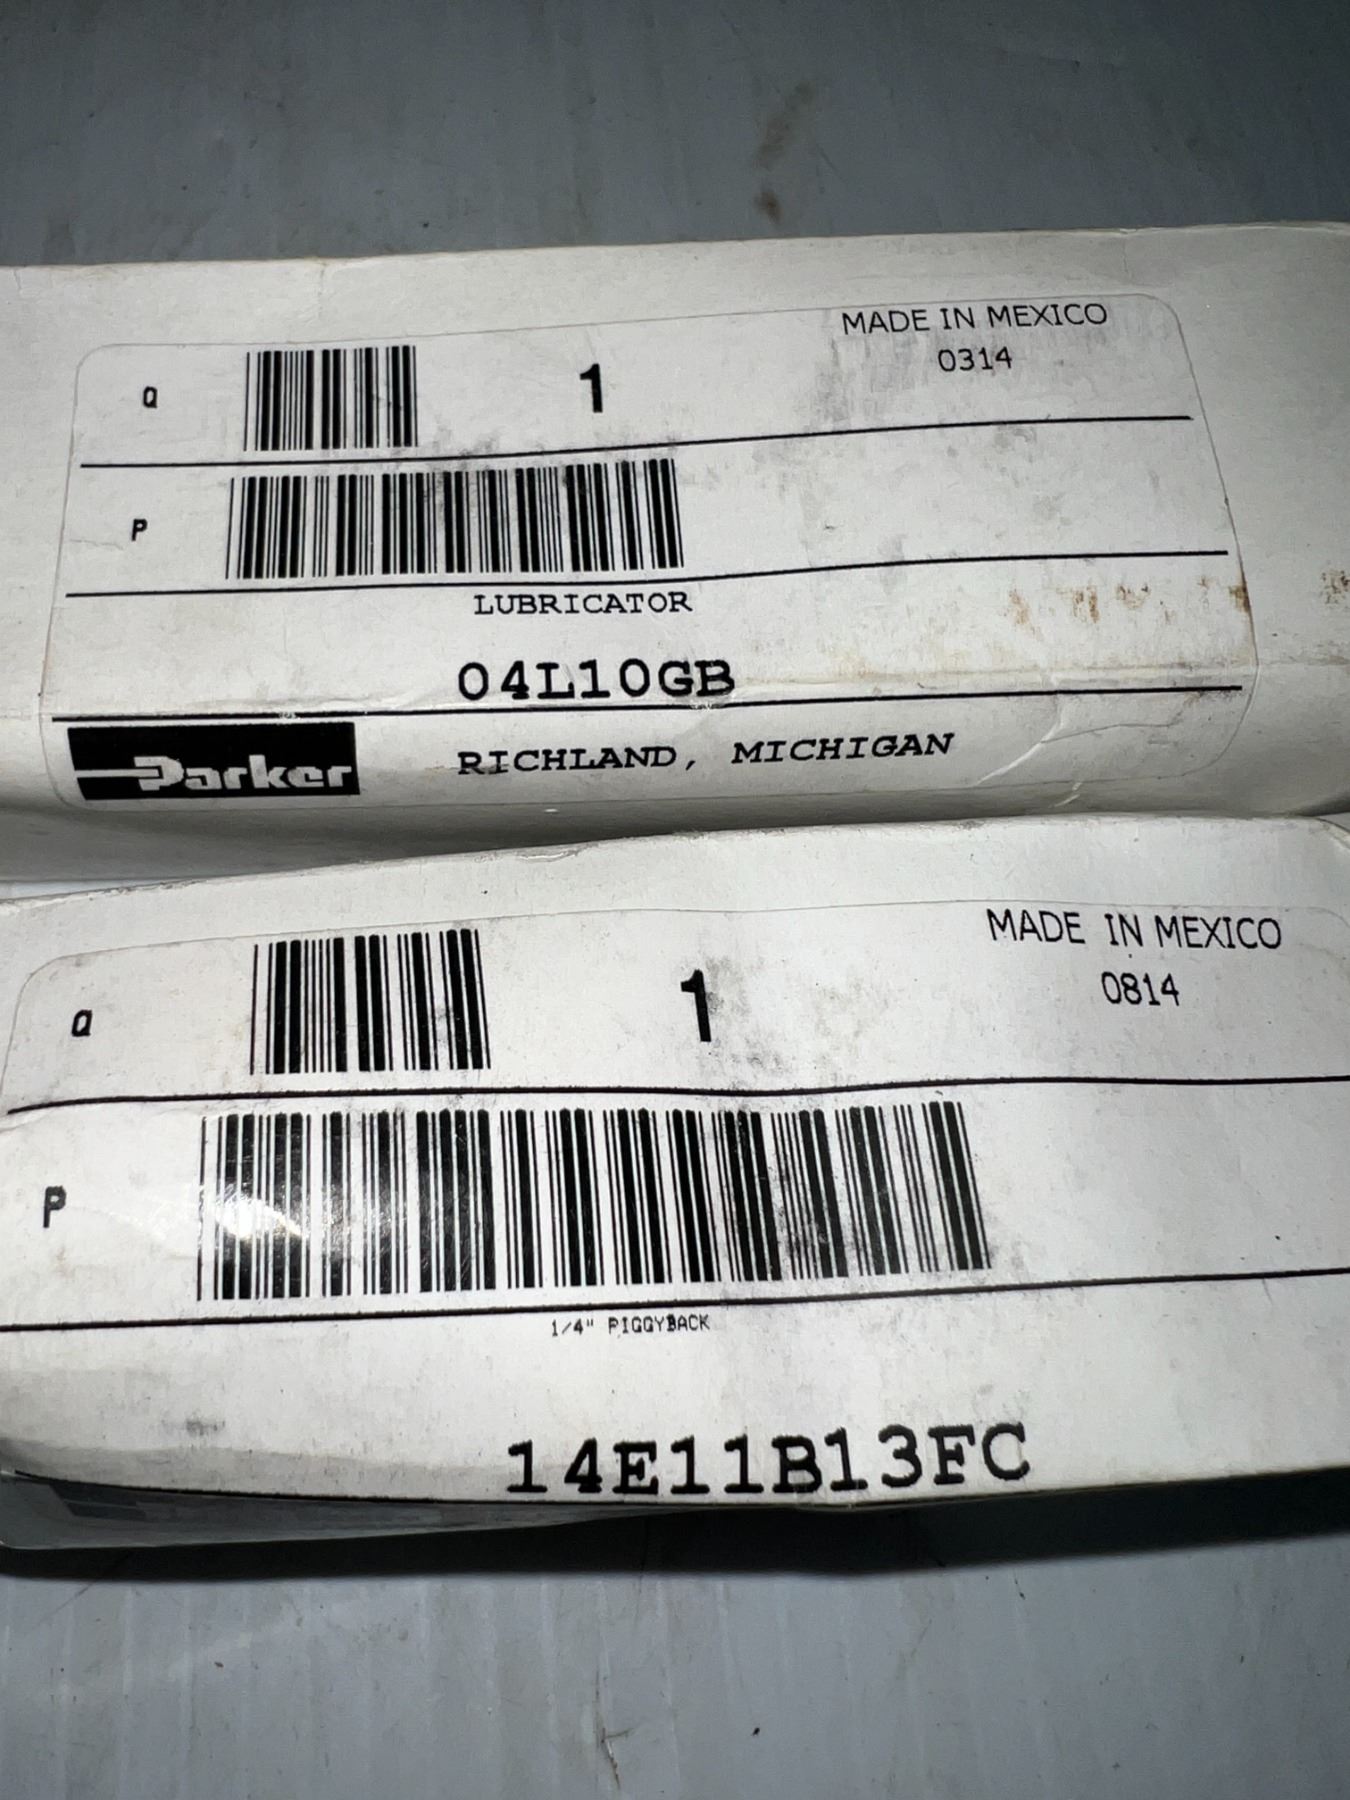 MADE IN MEXICO
0314
Q 1
P
LUBRICATOR
04L10GB
Parker RICHLAND, MICHIGAN
MADE IN MEXICO
0814
Q 1
P
1/4" PIGGYBACK
14E11B13FC